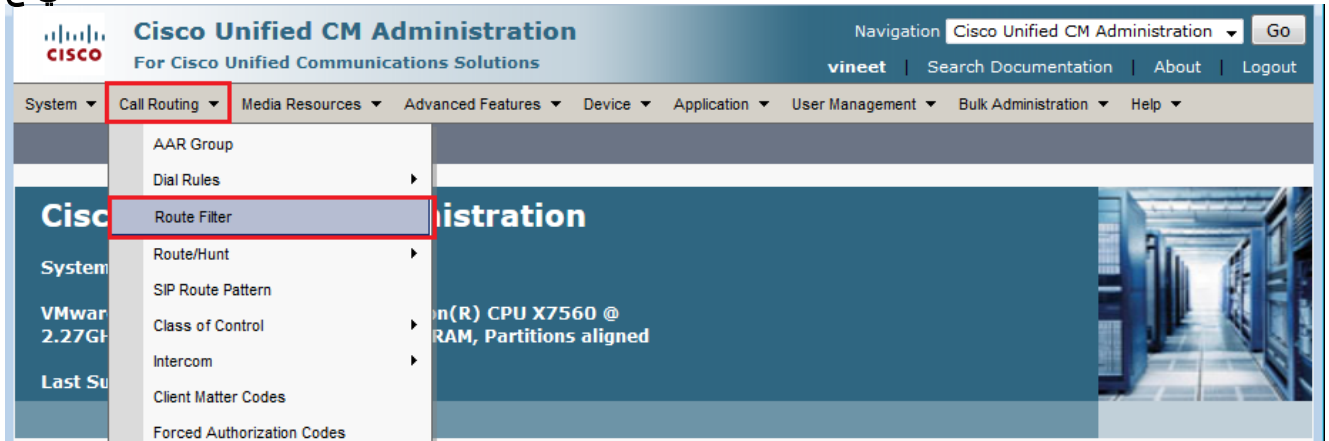 Cisco Unified CM Administration
For Cisco Unified Communications Solutions
CISCO
Navigation Cisco Unified CM Administration Go
vineet | Search Documentation | About | Logout
System Call Routing Media Resources Advanced Features Device Application User Management Bulk Administration Help
AAR Group
Dial Rules
Route Filter
Route/Hunt
SIP Route Pattern
Class of Control
Intercom
Client Matter Codes
Forced Authorization Codes
Cisc
istration
System
VMwar
n(R) CPU X7560 @
2.27GH
RAM, Partitions aligned
Last Su